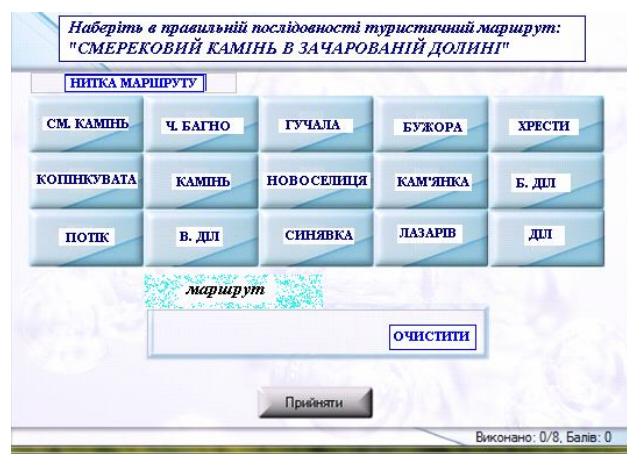 Наберіть в правильній послідовності туристичний маршрут:
"СМЕРЕКОВИЙ КАМІНЬ В ЗАЧАРОВАНІЙ ДОЛИНІ"
НИТКА МАРШРУТУ
СМ. КАМІНЬ Ч. БАГНО ГУЧАЛА БУЖОРА ХРЕСТИ
КОПІНКУВАТА КАМІНЬ НОВОСЕЛИЦЯ КАМ'ЯНКА Б. ДІЛ
ПОТІК В. ДІЛ СИНЯВКА ЛАЗАРІВ ДІЛ
маршрут
ОЧИСТИТИ
Прийняти
Виконано: 0/8, Балів: 0